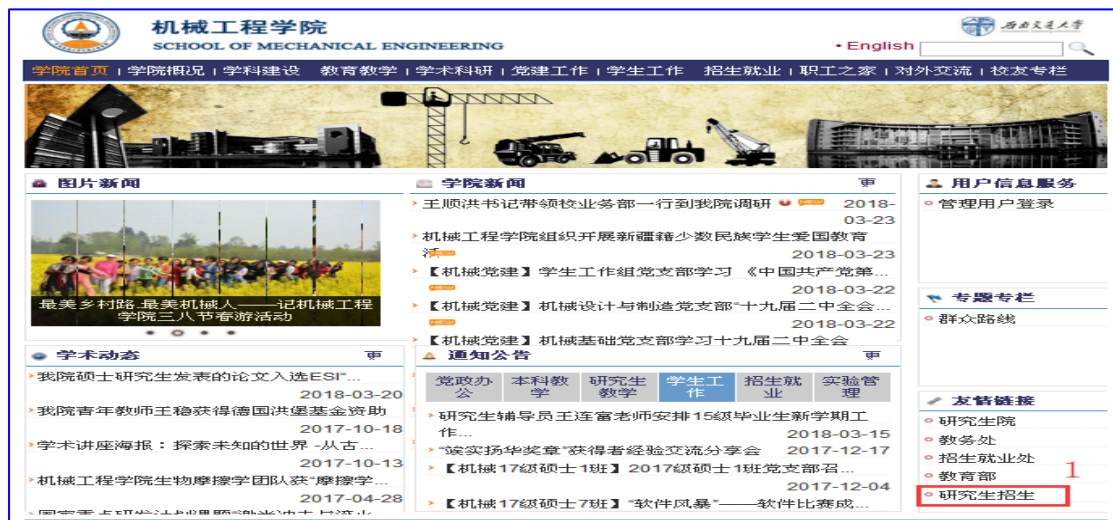 机械工程学院
SCHOOL OF MECHANICAL ENGINEERING
西南交通大学
• English
学院首页 | 学院概况 | 学科建设 教育教学 | 学术科研 | 党建工作 | 学生工作 招生就业 | 职工之家 | 对外交流 | 校友专栏
图片新闻
最美乡村路 最美机械人——记机械工程
学院三八节春游活动
学院新闻 更
王顺洪书记带领校业务部一行到我院调研 2018-
03-23
机械工程学院组织开展新疆籍少数民族学生爱国教育
活… 2018-03-23
【机械党建】学生工作组党支部学习 《中国共产党第...
2018-03-22
【机械党建】机械设计与制造党支部“十九届二中全会...
2018-03-22
【机械党建】机械基础党支部学习十九届二中全会
用户信息服务
管理用户登录
专题专栏
群众路线
学术动态 更
我院硕士研究生发表的论文入选ESI“...
2018-03-20
我院青年教师王稳获得德国洪堡基金资助
2017-10-18
学术讲座海报：探索未知的世界 -从古...
2017-10-13
机械工程学院生物摩擦学团队获“摩擦学...
2017-04-28
通知公告 更
党政办公 本科教学 研究生教学 学生工作 招生就业 实验管理
研究生辅导员王连富老师安排15级毕业生新学期工
作... 2018-03-15
“竢实扬华奖章”获得者经验交流分享会 2017-12-17
【机械17级硕士1班】2017级硕士1班党支部召...
2017-12-04
【机械17级硕士7班】“软件风暴”——软件比赛成...
友情链接
研究生院
教务处
招生就业处
教育部
1
研究生招生